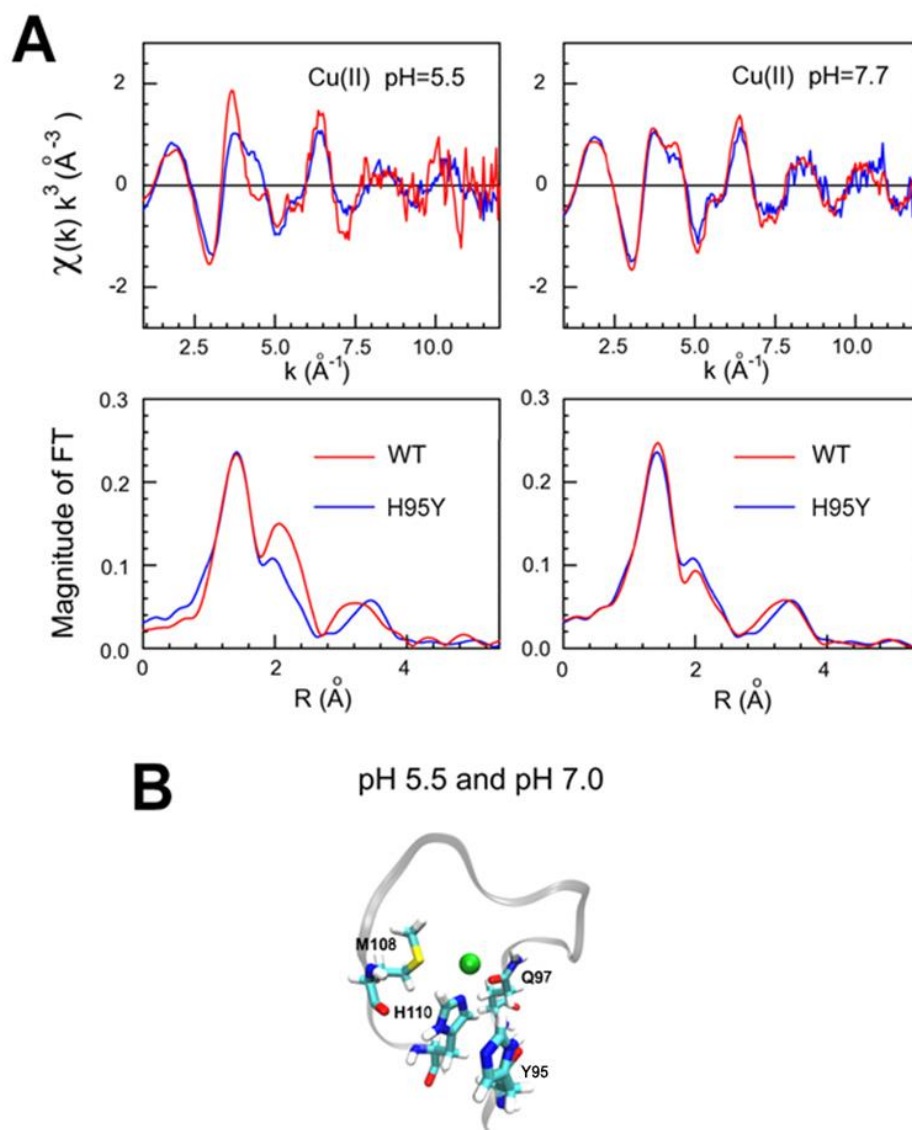 A
Cu(II) pH=5.5
Cu(II) pH=7.7
χ(k) k³ (Å⁻³)
2
0
-2
2
0
-2
2.5 5.0 7.5 10.0
2.5 5.0 7.5 10.0
k (Å⁻¹)
k (Å⁻¹)
Magnitude of FT
0.3
0.2
0.1
0.0
0.3
0.2
0.1
0.0
WT
H95Y
WT
H95Y
0 2 4
0 2 4
R (Å)
R (Å)
B
pH 5.5 and pH 7.0
M108
Q97
H110
Y95